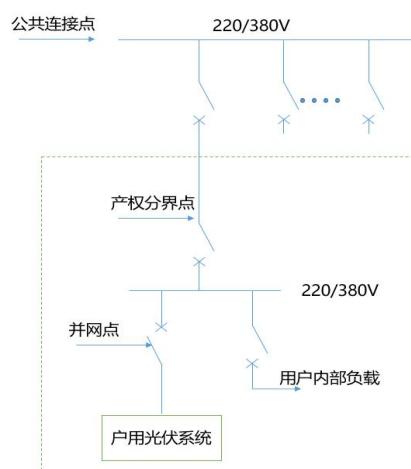 公共连接点
220/380V
产权分界点
220/380V
并网点
用户内部负载
户用光伏系统